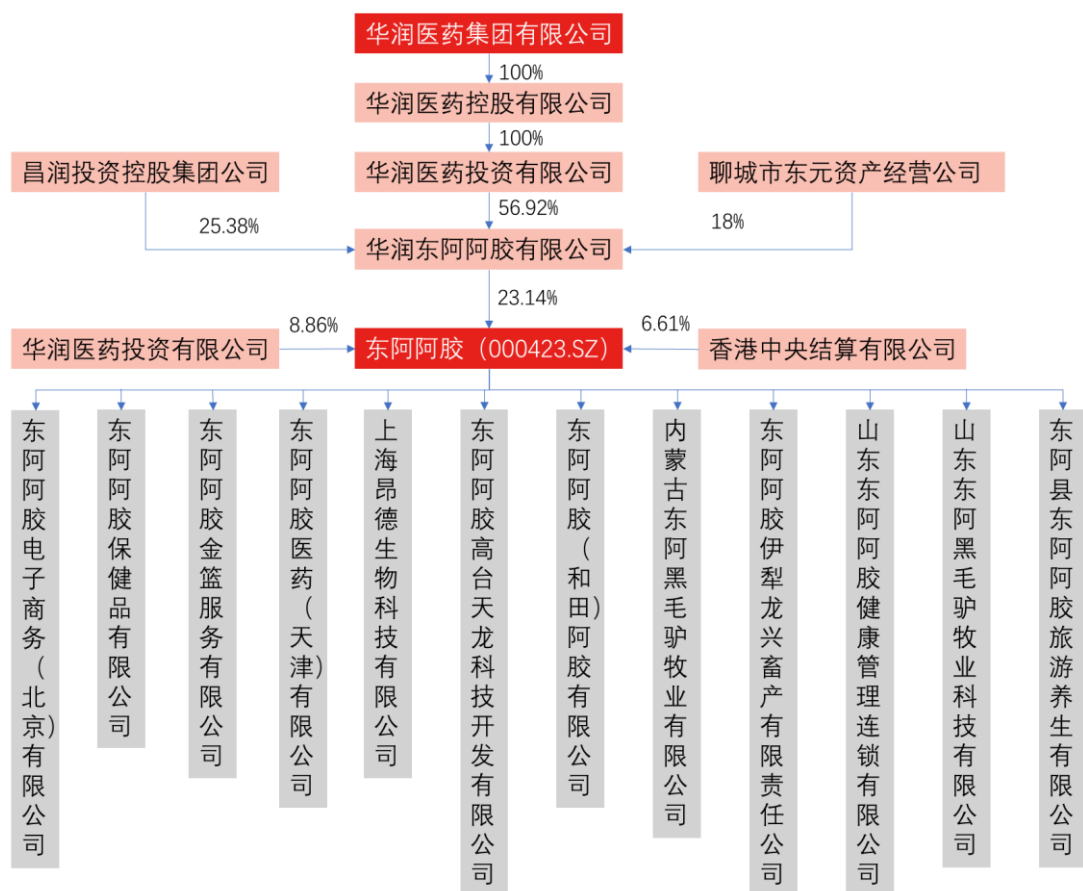 华润医药集团有限公司
100%
华润医药控股有限公司
100%
昌润投资控股集团公司
华润医药投资有限公司
聊城市东元资产经营公司
25.38%
56.92%
18%
华润东阿阿胶有限公司
23.14%
8.86%
6.61%
华润医药投资有限公司
东阿阿胶（000423.SZ）
香港中央结算有限公司
东阿阿胶电子商务（北京）有限公司
东阿阿胶保健品有限公司
东阿阿胶金篮服务有限公司
东阿阿胶医药（天津）有限公司
上海昂德生物科技有限公司
东阿阿胶高台天龙科技开发有限公司
东阿阿胶（和田）阿胶有限公司
内蒙古东阿黑毛驴牧业有限公司
东阿阿胶伊犁龙兴畜产有限责任公司
山东东阿阿胶健康管理连锁有限公司
山东东阿黑毛驴牧业科技有限公司
东阿县东阿阿胶旅游养生有限公司